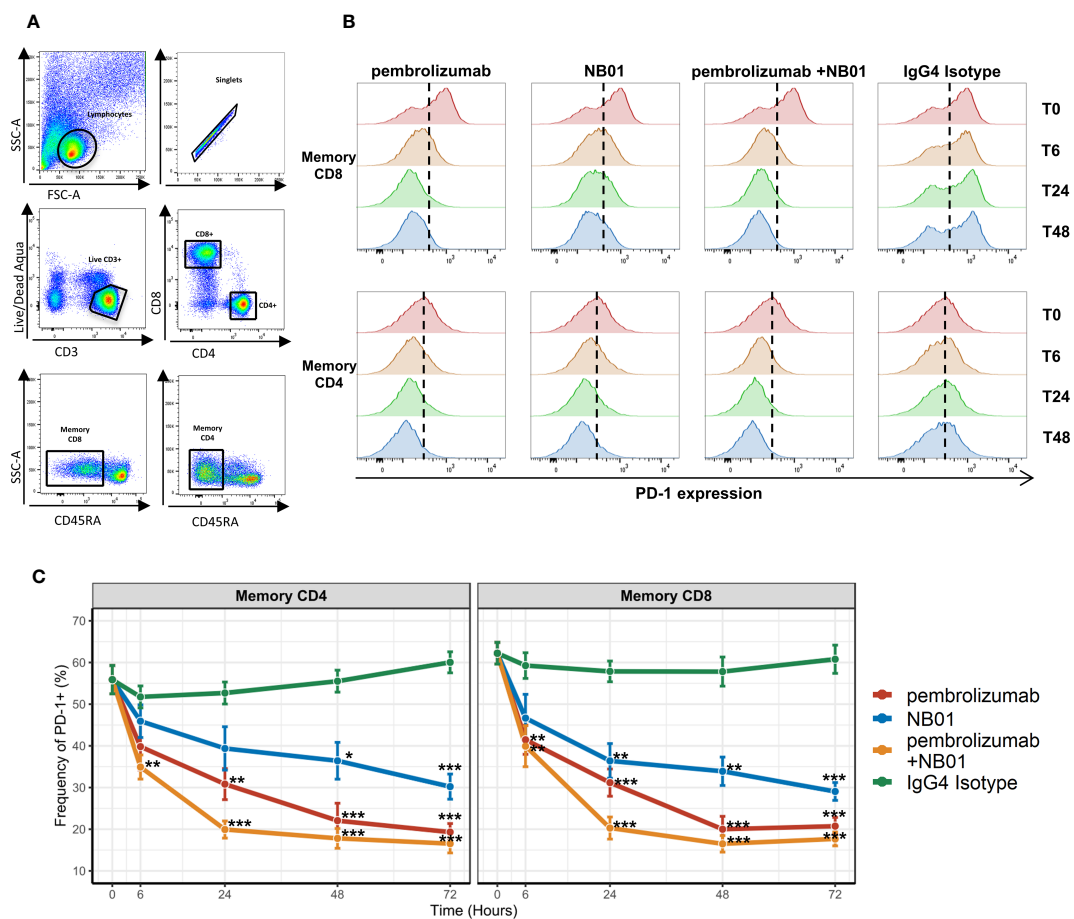 A
B
SSC-A
Lymphocytes
FSC-A
Singlets
Live/Dead Aqua
Live CD3+
CD3
CD8
CD8+
CD4+
CD4
SSC-A
Memory
CD8
CD45RA
Memory
CD4
CD45RA
pembrolizumab
NB01
pembrolizumab +NB01
IgG4 Isotype
Memory
CD8
T0
T6
T24
T48
Memory
CD4
T0
T6
T24
T48
PD-1 expression
C
Memory CD4
Memory CD8
Frequency of PD-1+ (%)
70
60
50
40
30
20
10
**
**
***
*
***
***
***
***
***
**
**
**
***
***
**
***
***
***
***
***
0 6 24 48 72
0 6 24 48 72
Time (Hours)
pembrolizumab
NB01
pembrolizumab
+NB01
IgG4 Isotype